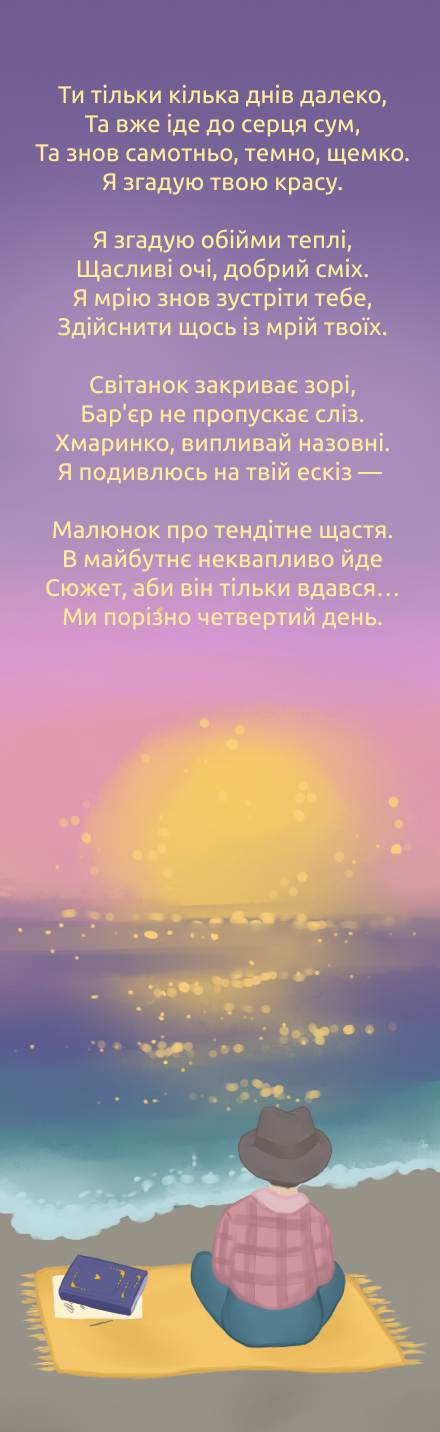 Ти тільки кілька днів далеко,
Та вже іде до серця сум,
Та знов самотньо, темно, щемко.
Я згадую твою красу.
Я згадую обійми теплі,
Щасливі очі, добрий сміх.
Я мрію знов зустріти тебе,
Здійснити щось із мрій твоїх.
Світанок закриває зорі,
Бар'єр не пропускає сліз.
Хмаринко, випливай назовні.
Я подивлюсь на твій ескіз —
Малюнок про тендітне щастя.
В майбутнє неквапливо йде
Сюжет, аби він тільки вдався…
Ми порізно четвертий день.